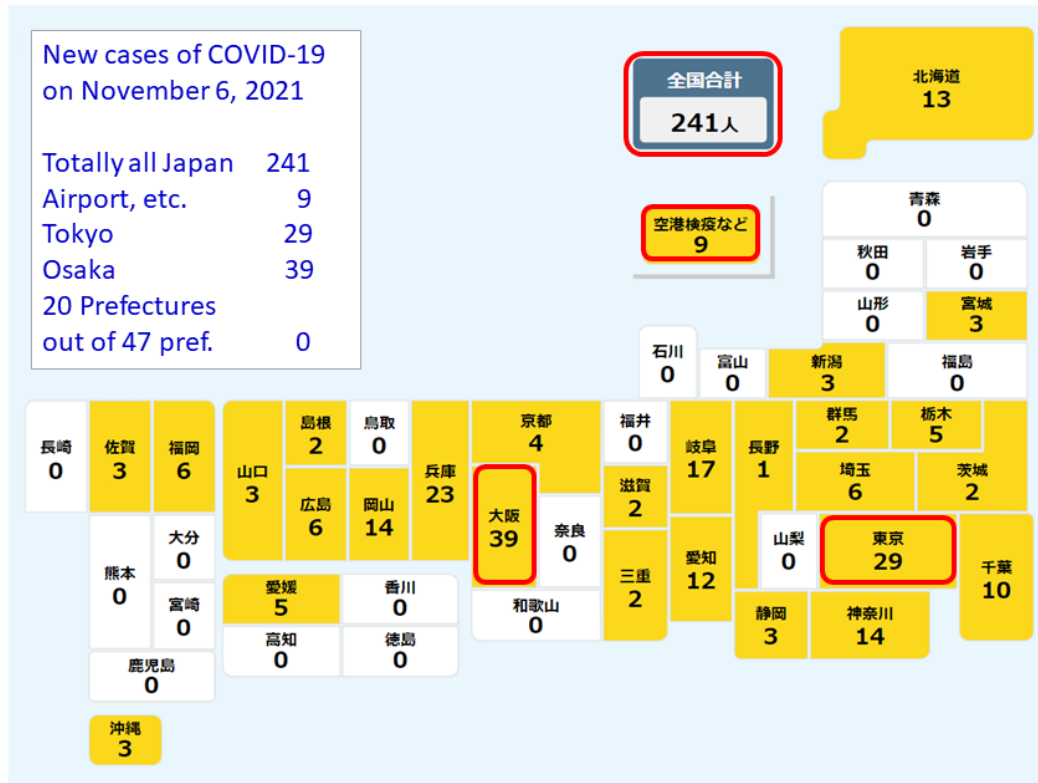 New cases of COVID-19
on November 6, 2021
Totally all Japan 241
Airport, etc. 9
Tokyo 29
Osaka 39
20 Prefectures
out of 47 pref. 0
全国合計
241人
空港検疫など
9
北海道
13
青森
0
秋田
0
岩手
0
山形
0
宮城
3
石川
0
富山
0
新潟
3
福島
0
長崎
0
佐賀
3
福岡
6
山口
3
島根
2
鳥取
0
兵庫
23
京都
4
福井
0
岐阜
17
長野
1
群馬
2
栃木
5
広島
6
岡山
14
滋賀
2
埼玉
6
茨城
2
大阪
39
奈良
0
大分
0
熊本
0
宮崎
0
三重
2
愛知
12
山梨
0
東京
29
千葉
10
愛媛
5
香川
0
和歌山
0
静岡
3
神奈川
14
高知
0
徳島
0
鹿児島
0
沖縄
3